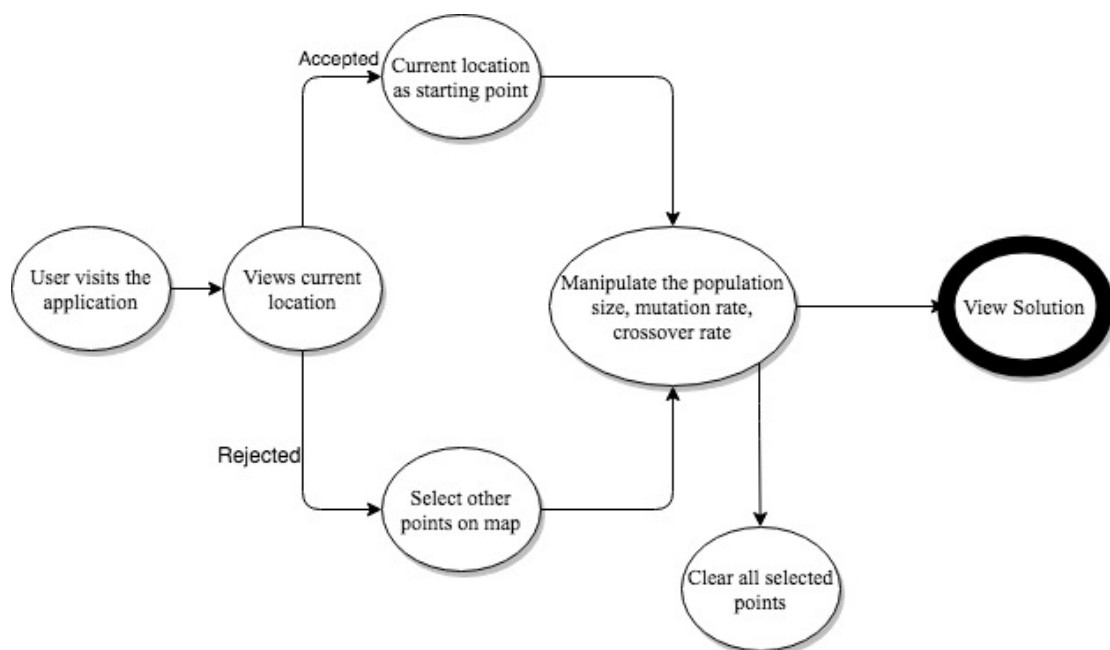 Accepted
Current location
as starting point
User visits the
application
Views current
location
Manipulate the population
size, mutation rate,
crossover rate
View Solution
Rejected
Select other
points on map
Clear all selected
points